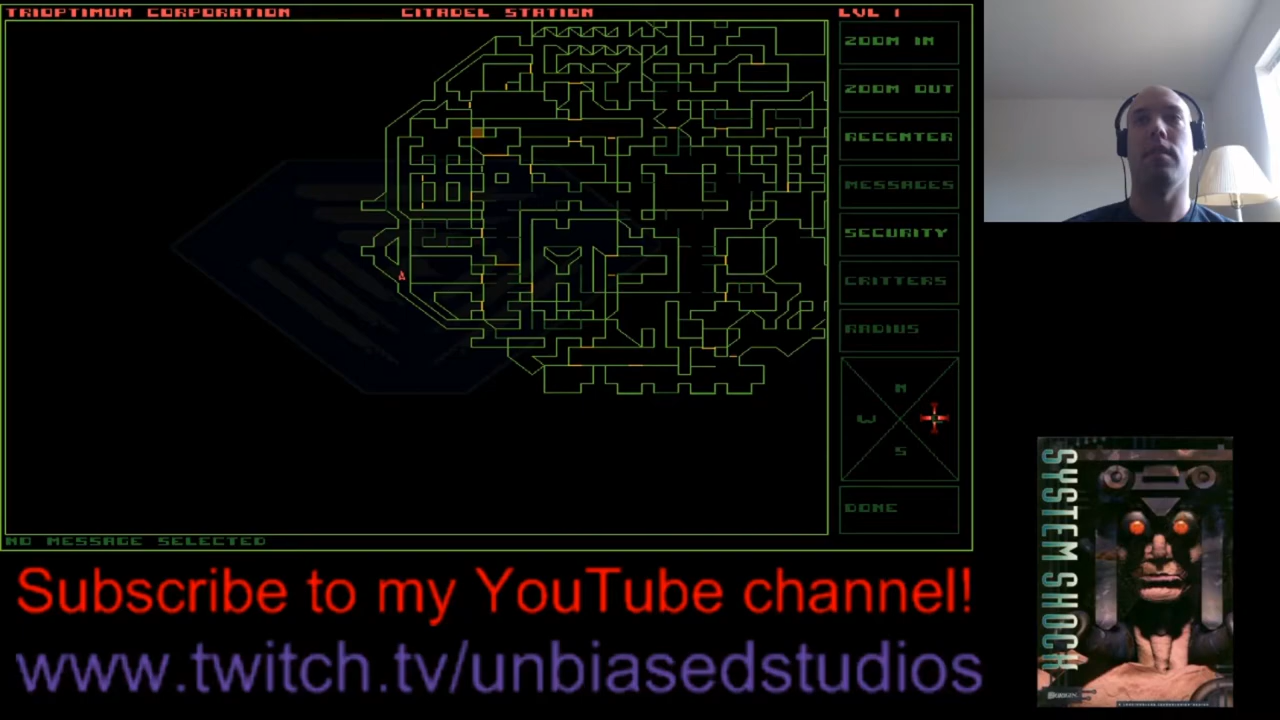 TRIOPTIMUM CORPORATION
CITADEL STATION
LVL 1
ZOOM IN
ZOOM OUT
RECENTER
MESSAGES
SECURITY
CRITTERS
RADIUS
N
W
S
DONE
NO MESSAGE SELECTED
Subscribe to my YouTube channel!
www.twitch.tv/unbiasedstudios
SYSTEM SHOCK